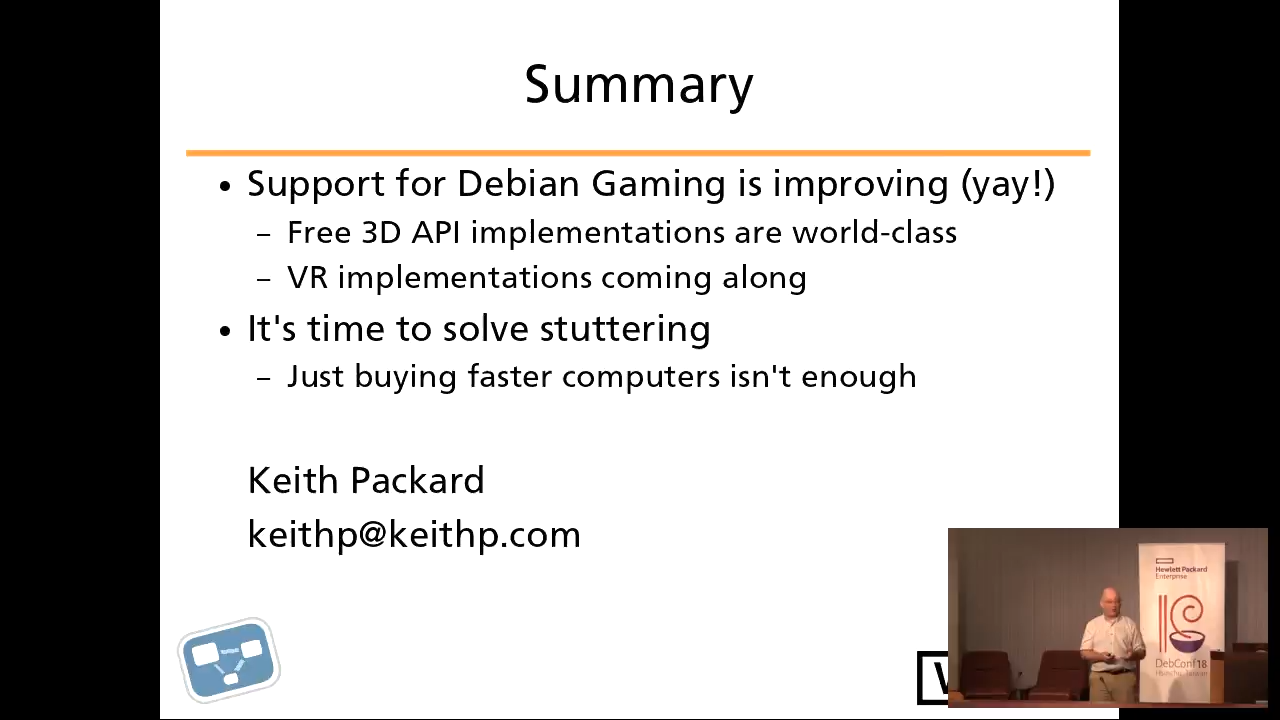 Summary
• Support for Debian Gaming is improving (yay!)
– Free 3D API implementations are world-class
– VR implementations coming along
• It's time to solve stuttering
– Just buying faster computers isn't enough
Keith Packard
keithp@keithp.com
Hewlett Packard
Enterprise
DebConf18
Hsinchu, Taiwan